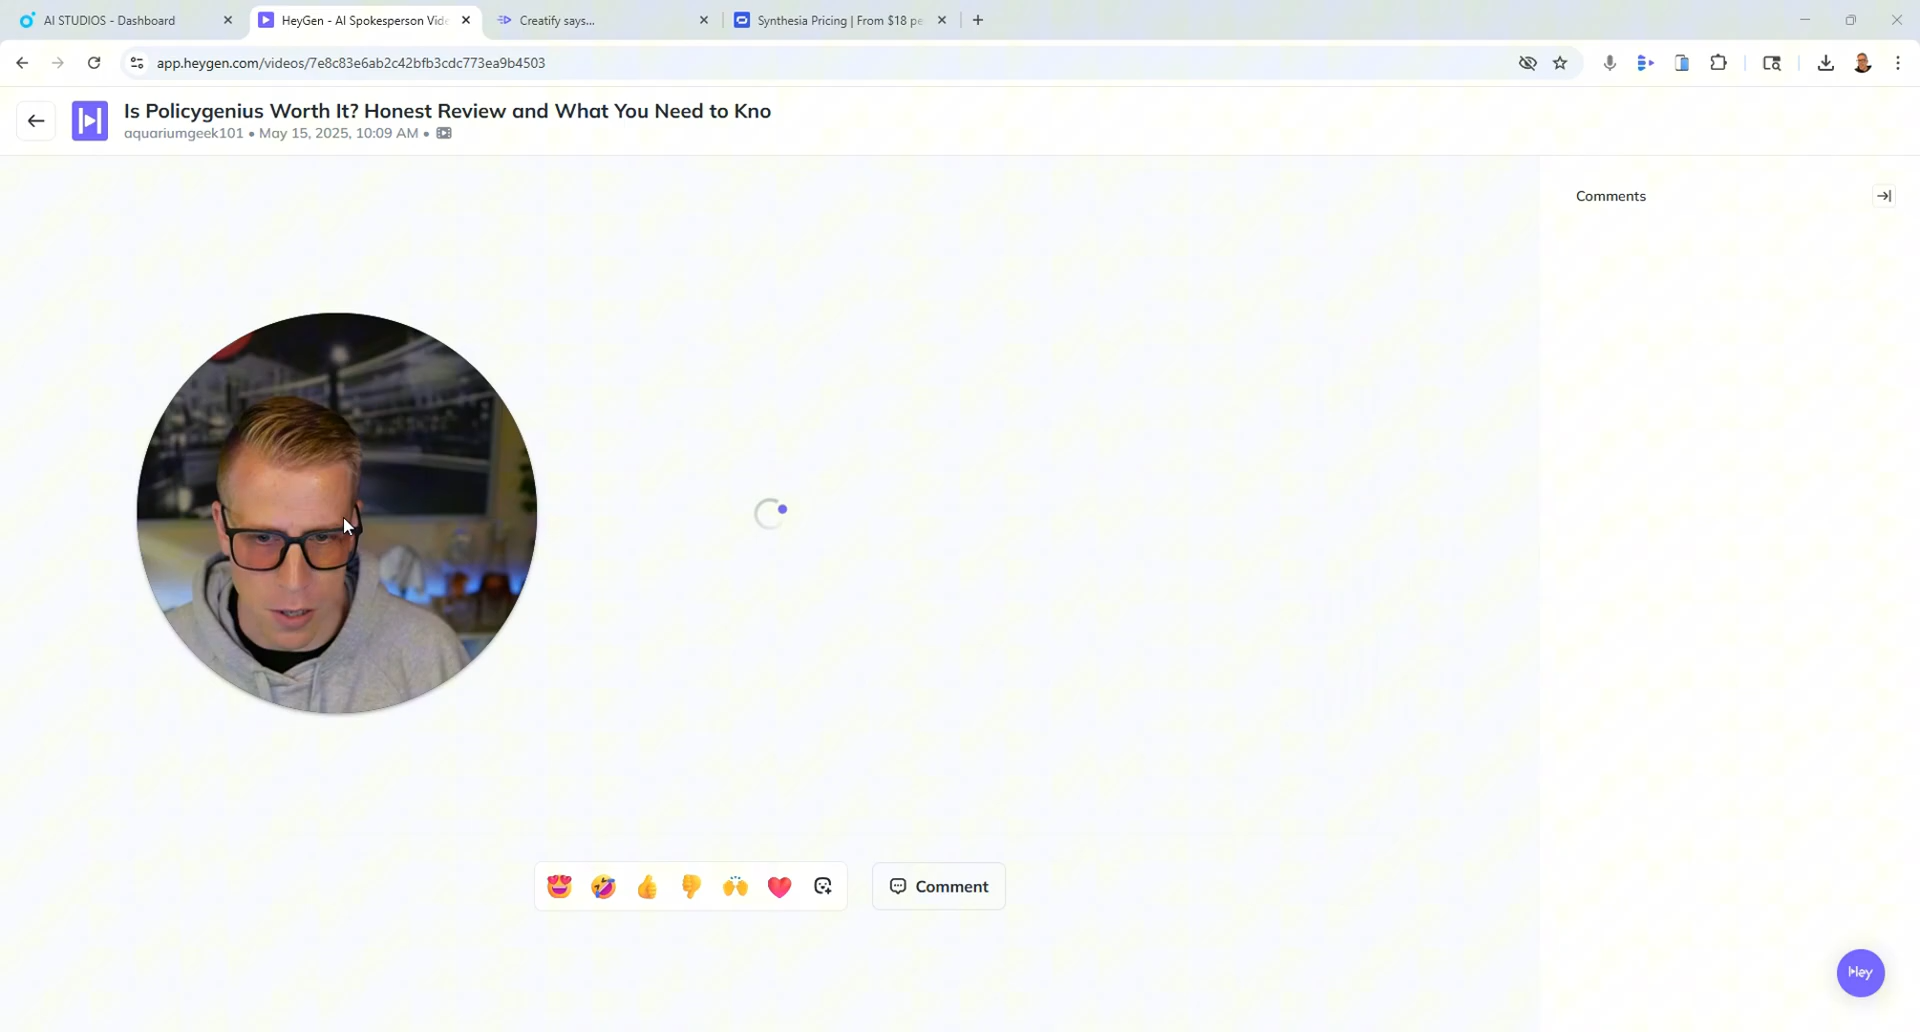 AI STUDIOS - Dashboard
HeyGen - AI Spokesperson Vide
Creatify says...
Synthesia Pricing | From $18 pe
app.heygen.com/videos/7e8c83e6ab2c42bfb3cdc773ea9b4503
Is Policygenius Worth It? Honest Review and What You Need to Kno
aquariumgeek101 • May 15, 2025, 10:09 AM •
Comments
Comment
Hey